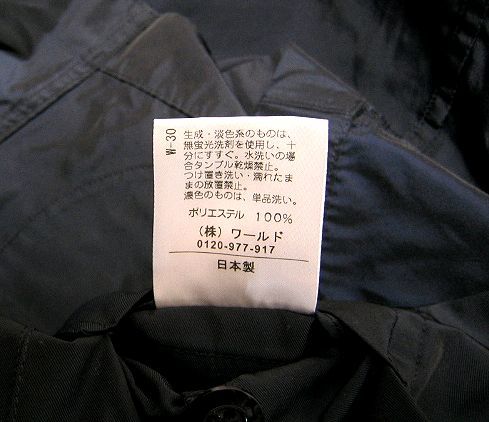 W-30
生成・淡色系のものは、
無蛍光洗剤を使用し、十
分にすすぐ。水洗いの場
合タンブル乾燥禁止。
つけ置き洗い・濡れたま
まの放置禁止。
濃色のものは、単品洗い。
ポリエステル 100%
(株) ワールド
0120-977-917
日本製